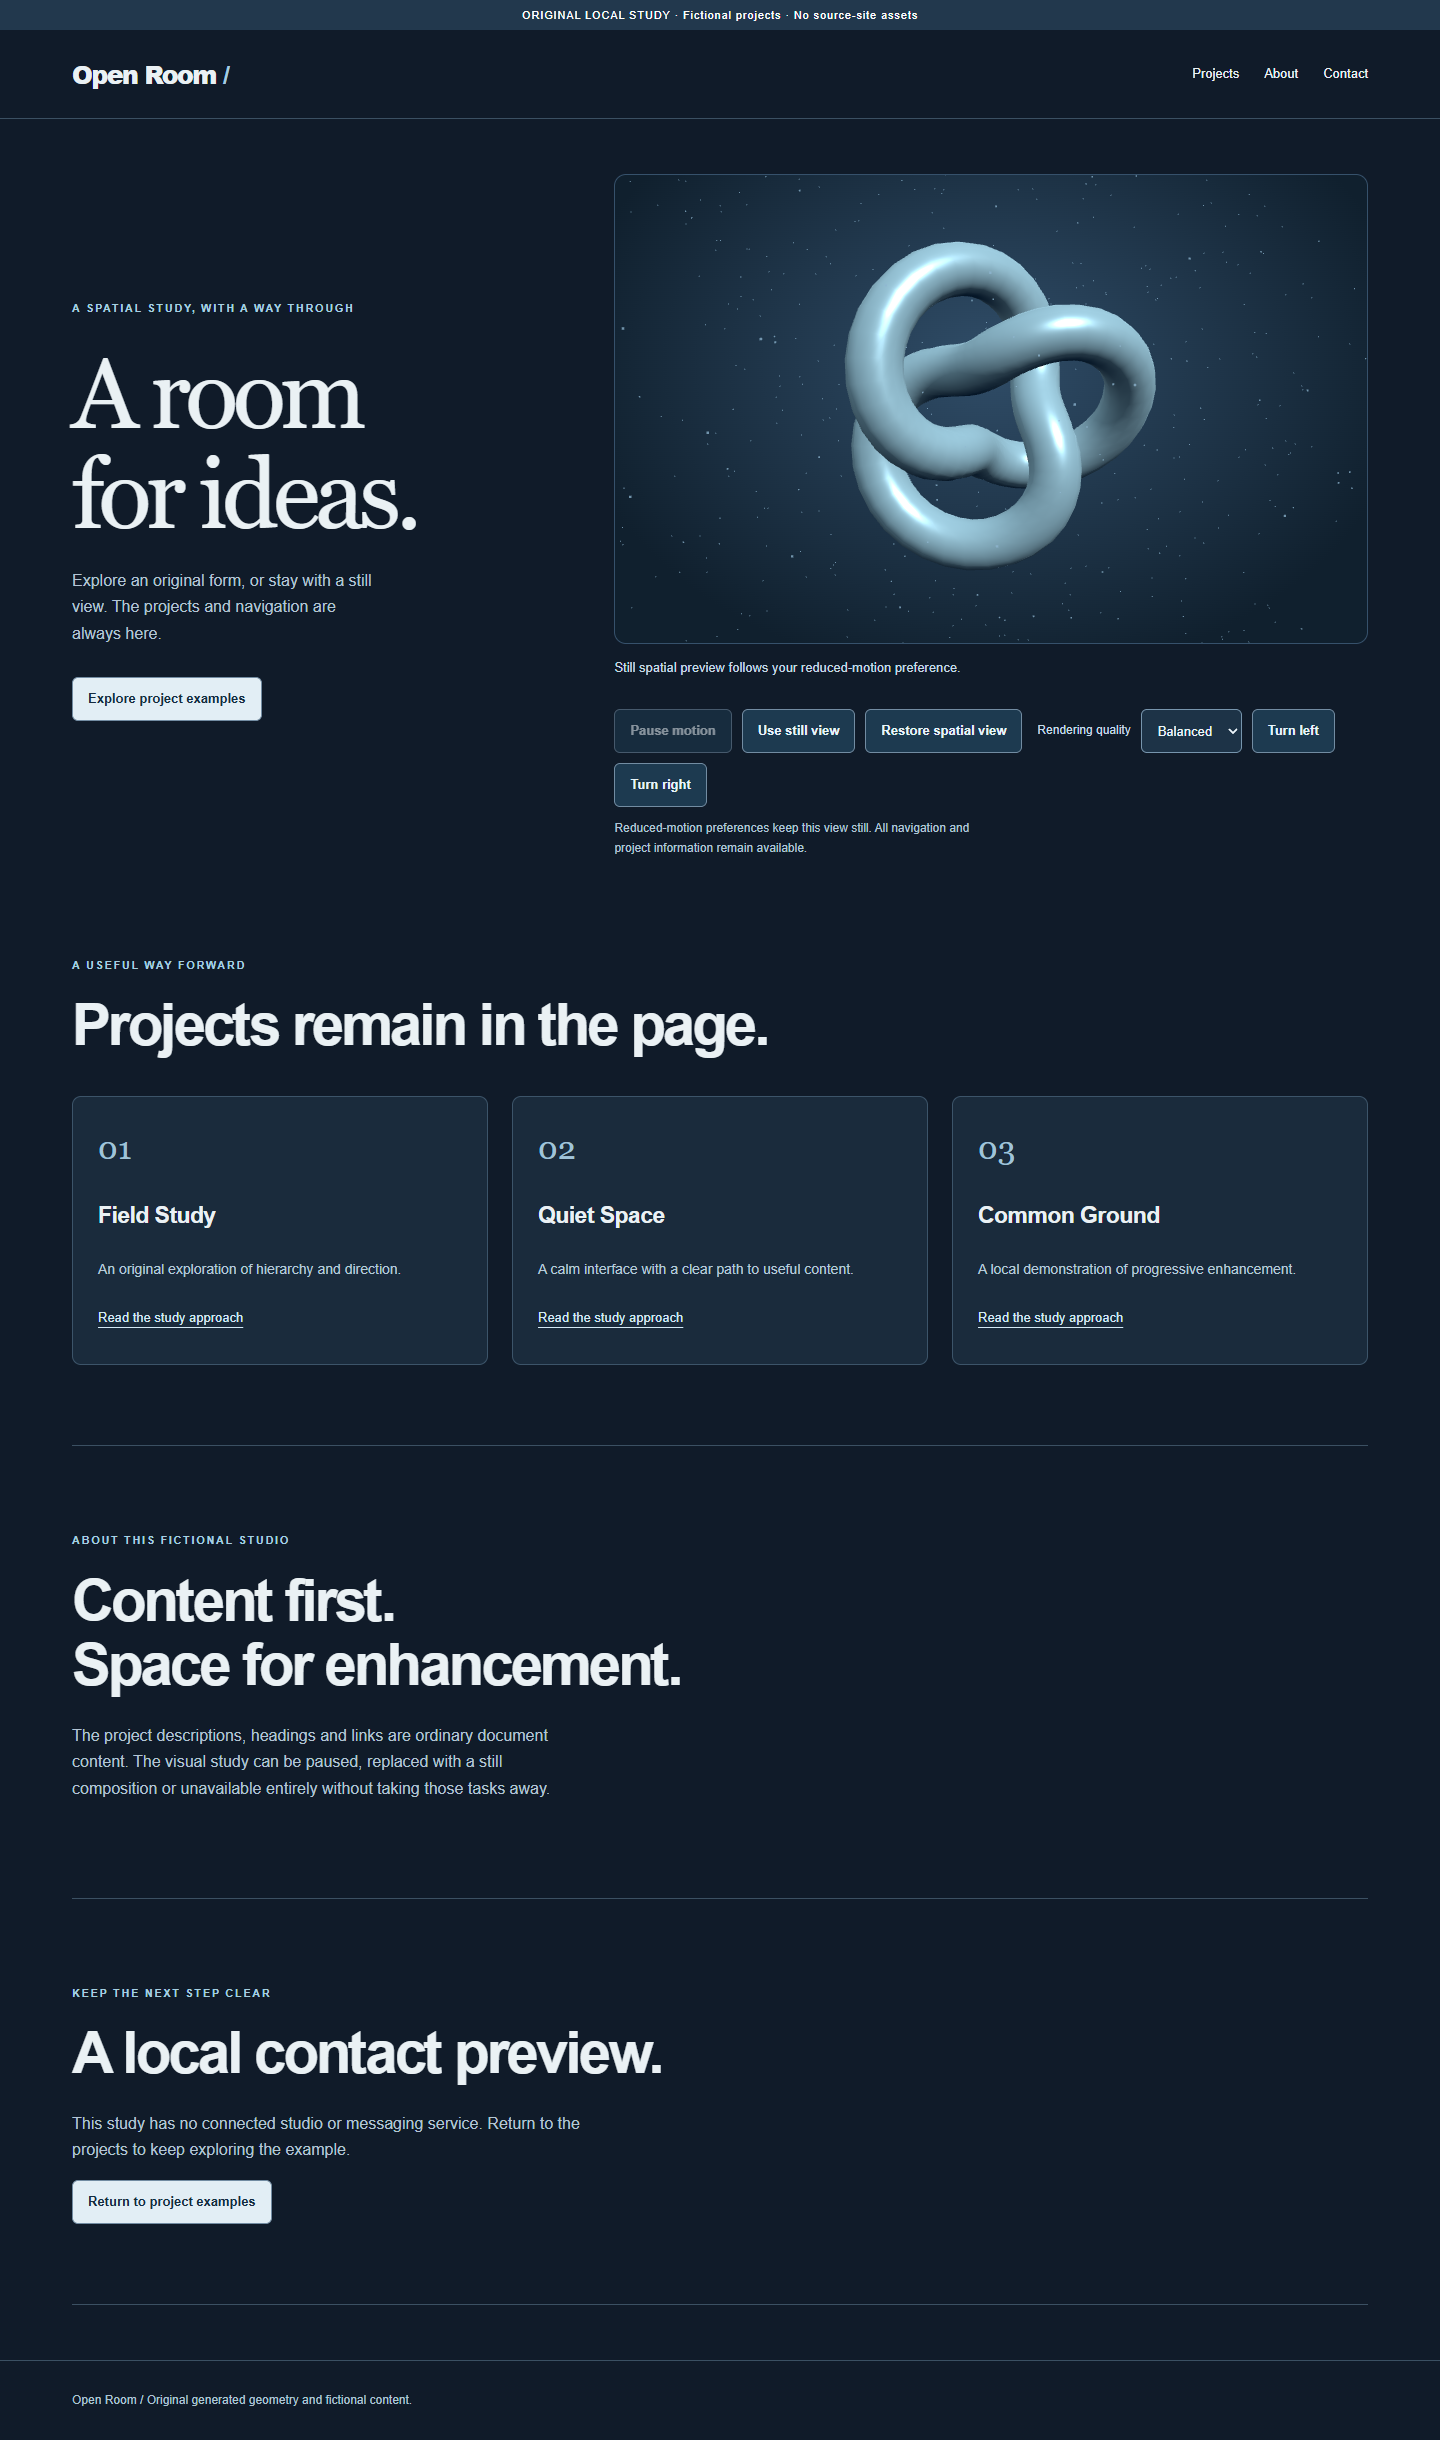 ORIGINAL LOCAL STUDY · Fictional projects · No source-site assets
Open Room /
Projects About Contact
A SPATIAL STUDY, WITH A WAY THROUGH
A room
for ideas.
Explore an original form, or stay with a still
view. The projects and navigation are
always here.
Explore project examples
Still spatial preview follows your reduced-motion preference.
Pause motion Use still view Restore spatial view Rendering quality Balanced Turn left
Turn right
Reduced-motion preferences keep this view still. All navigation and
project information remain available.
A USEFUL WAY FORWARD
Projects remain in the page.
01
Field Study
An original exploration of hierarchy and direction.
Read the study approach
02
Quiet Space
A calm interface with a clear path to useful content.
Read the study approach
03
Common Ground
A local demonstration of progressive enhancement.
Read the study approach
ABOUT THIS FICTIONAL STUDIO
Content first.
Space for enhancement.
The project descriptions, headings and links are ordinary document
content. The visual study can be paused, replaced with a still
composition or unavailable entirely without taking those tasks away.
KEEP THE NEXT STEP CLEAR
A local contact preview.
This study has no connected studio or messaging service. Return to the
projects to keep exploring the example.
Return to project examples
Open Room / Original generated geometry and fictional content.